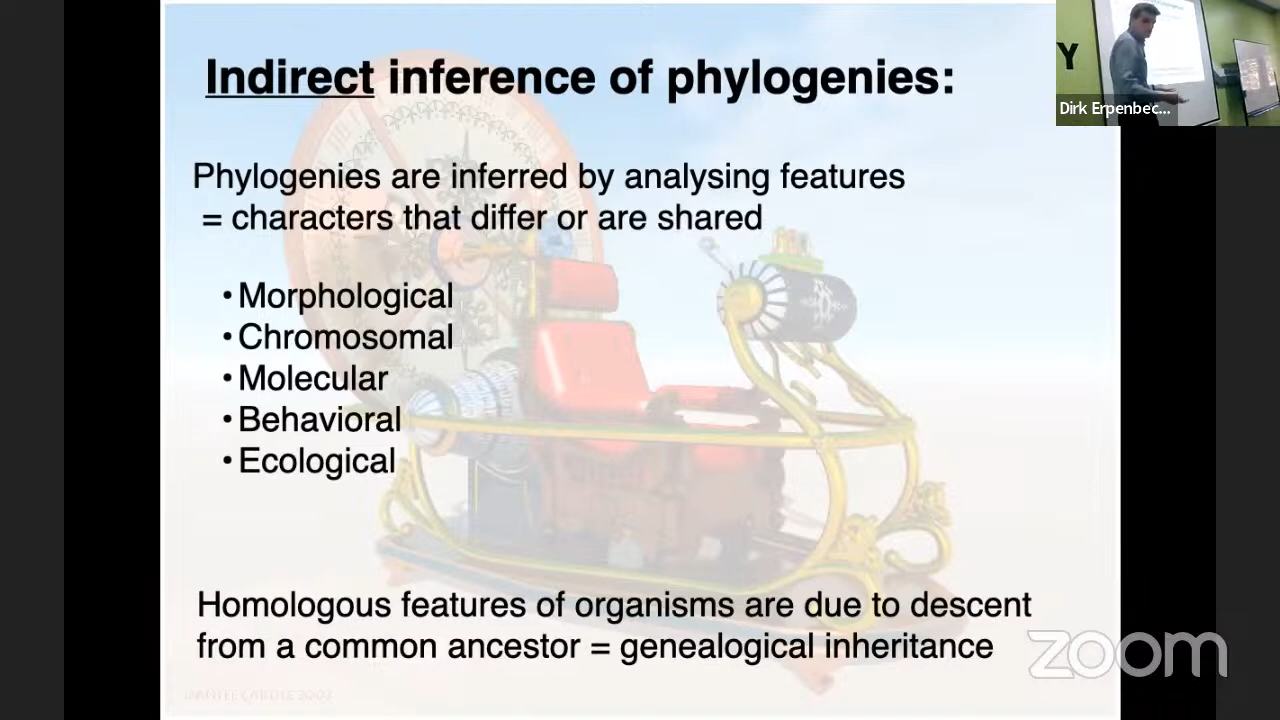 Indirect inference of phylogenies:
Y
Dirk Erpenbec...
Phylogenies are inferred by analysing features
= characters that differ or are shared
•Morphological
•Chromosomal
•Molecular
•Behavioral
•Ecological
Homologous features of organisms are due to descent
from a common ancestor = genealogical inheritance
zoom